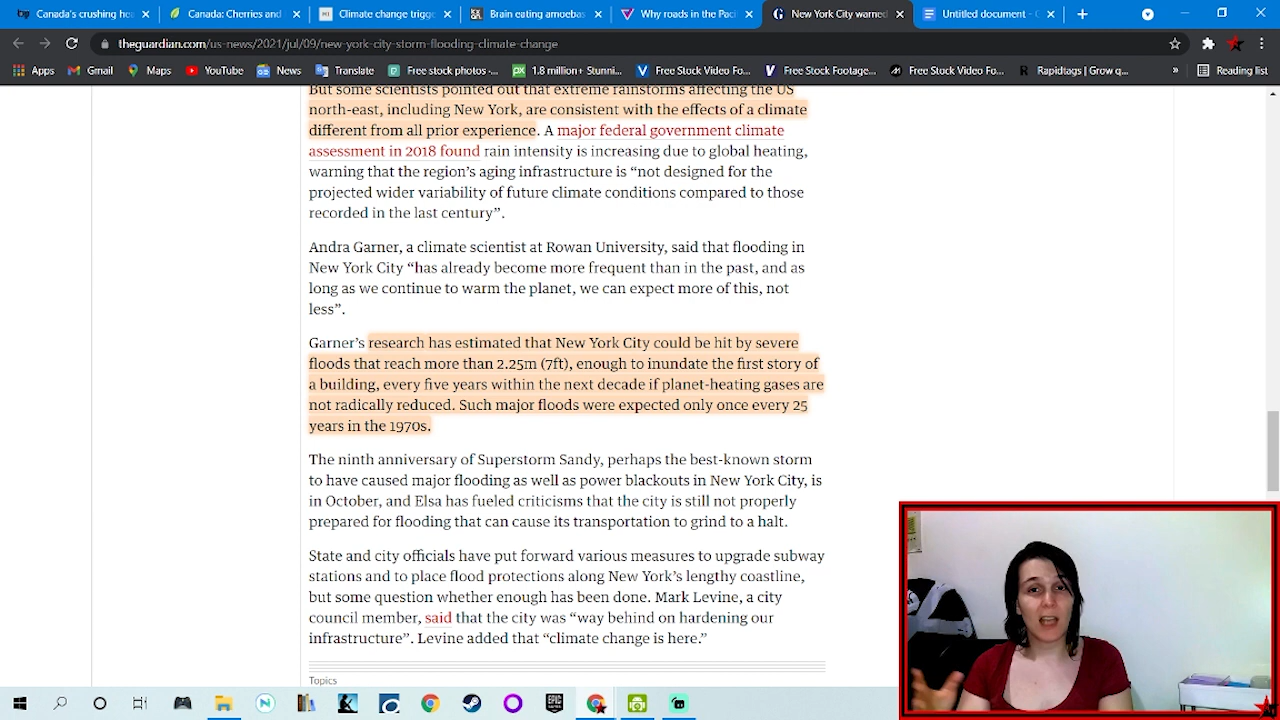 Canada's crushing he
Canada: Cherries and
Climate change trigge
Brain eating amoebas
Why roads in the Paci
New York City warned
Untitled document - G
theguardian.com/us-news/2021/jul/09/new-york-city-storm-flooding-climate-change
Apps
Gmail
Maps
YouTube
News
Translate
Free stock photos -...
1.8 million+ Stunni...
Free Stock Video Fo...
Free Stock Footage...
Free Stock Video Fo...
Rapidtags | Grow q...
»
Reading list
But some scientists pointed out that extreme rainstorms affecting the US
north-east, including New York, are consistent with the effects of a climate
different from all prior experience. A major federal government climate
assessment in 2018 found rain intensity is increasing due to global heating,
warning that the region's aging infrastructure is “not designed for the
projected wider variability of future climate conditions compared to those
recorded in the last century”.
Andra Garner, a climate scientist at Rowan University, said that flooding in
New York City “has already become more frequent than in the past, and as
long as we continue to warm the planet, we can expect more of this, not
less”.
Garner's research has estimated that New York City could be hit by severe
floods that reach more than 2.25m (7ft), enough to inundate the first story of
a building, every five years within the next decade if planet-heating gases are
not radically reduced. Such major floods were expected only once every 25
years in the 1970s.
The ninth anniversary of Superstorm Sandy, perhaps the best-known storm
to have caused major flooding as well as power blackouts in New York City, is
in October, and Elsa has fueled criticisms that the city is still not properly
prepared for flooding that can cause its transportation to grind to a halt.
State and city officials have put forward various measures to upgrade subway
stations and to place flood protections along New York's lengthy coastline,
but some question whether enough has been done. Mark Levine, a city
council member, said that the city was “way behind on hardening our
infrastructure”. Levine added that “climate change is here.”
Topics